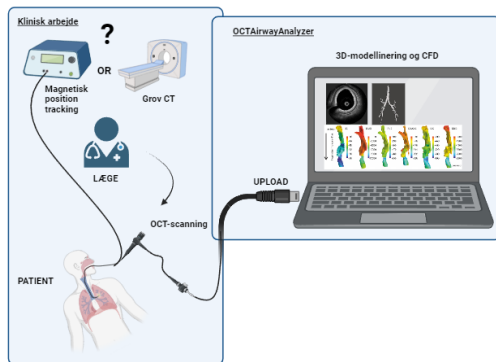 Klinisk arbejde
?
OR
Magnetisk
position
tracking
Grov CT
LÆGE
OCT-scanning
PATIENT
OCTAirwayAnalyzer
3D-modellinering og CFD
UPLOAD